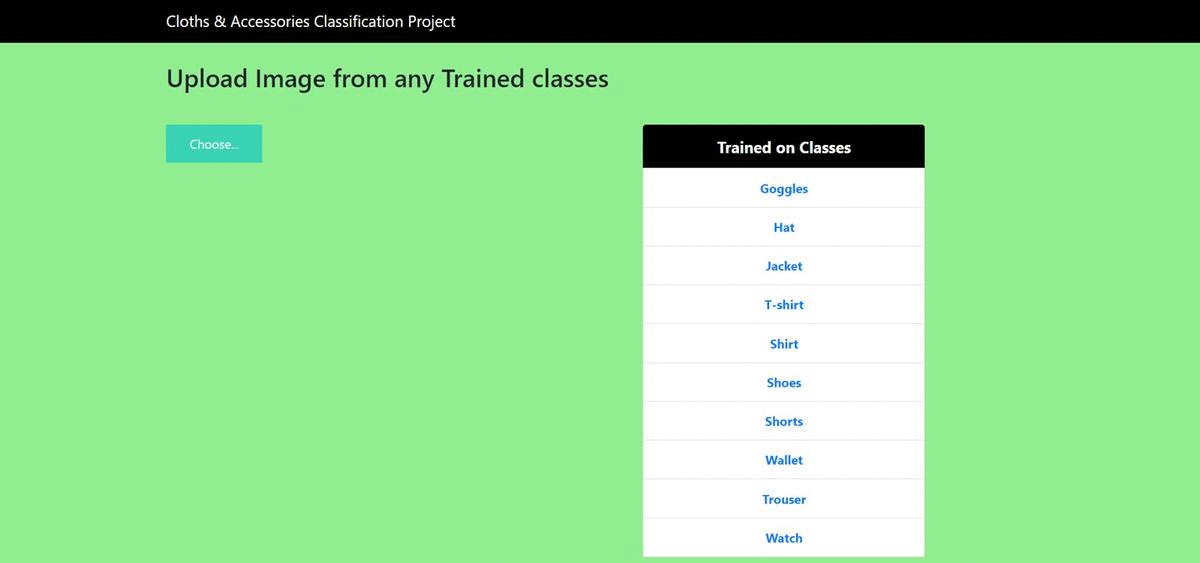 Cloths & Accessories Classification Project
Upload Image from any Trained classes
Choose...
Trained on Classes
Goggles
Hat
Jacket
T-shirt
Shirt
Shoes
Shorts
Wallet
Trouser
Watch